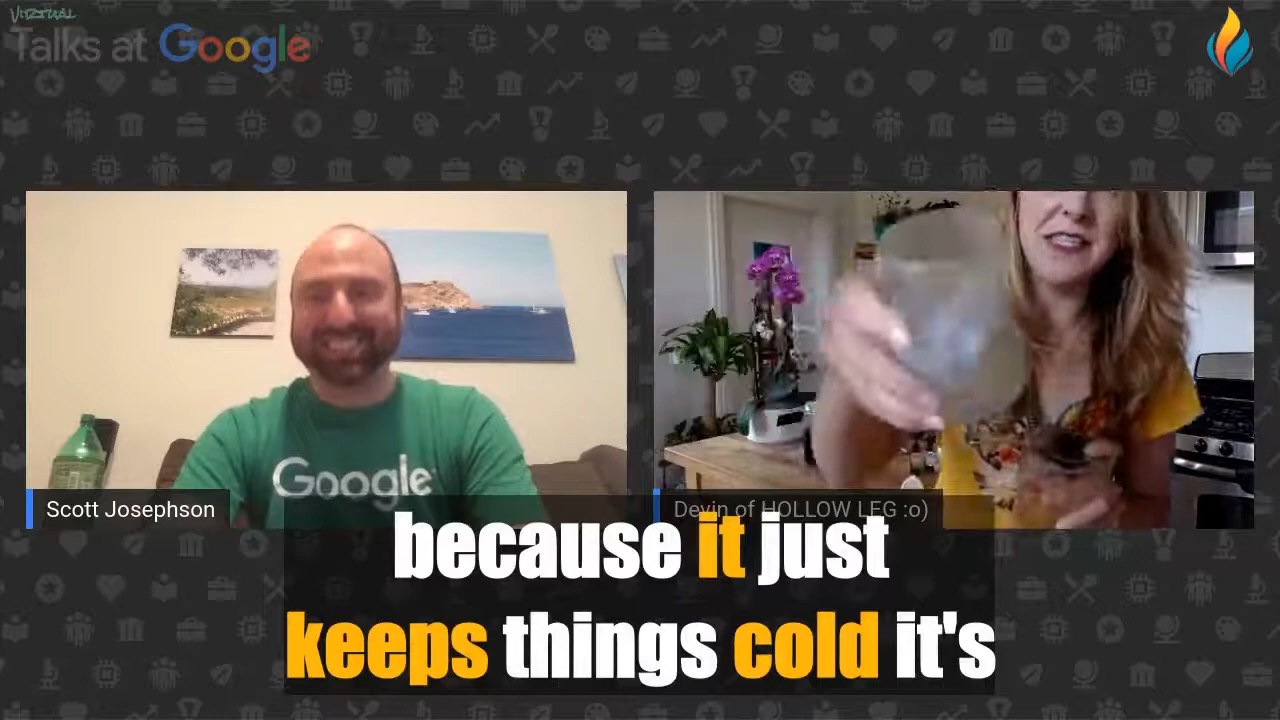 VIRTUAL
Talks at Google
Google
Scott Josephson
Devin of HOLLOW LEG :o)
because it just
keeps things cold it's